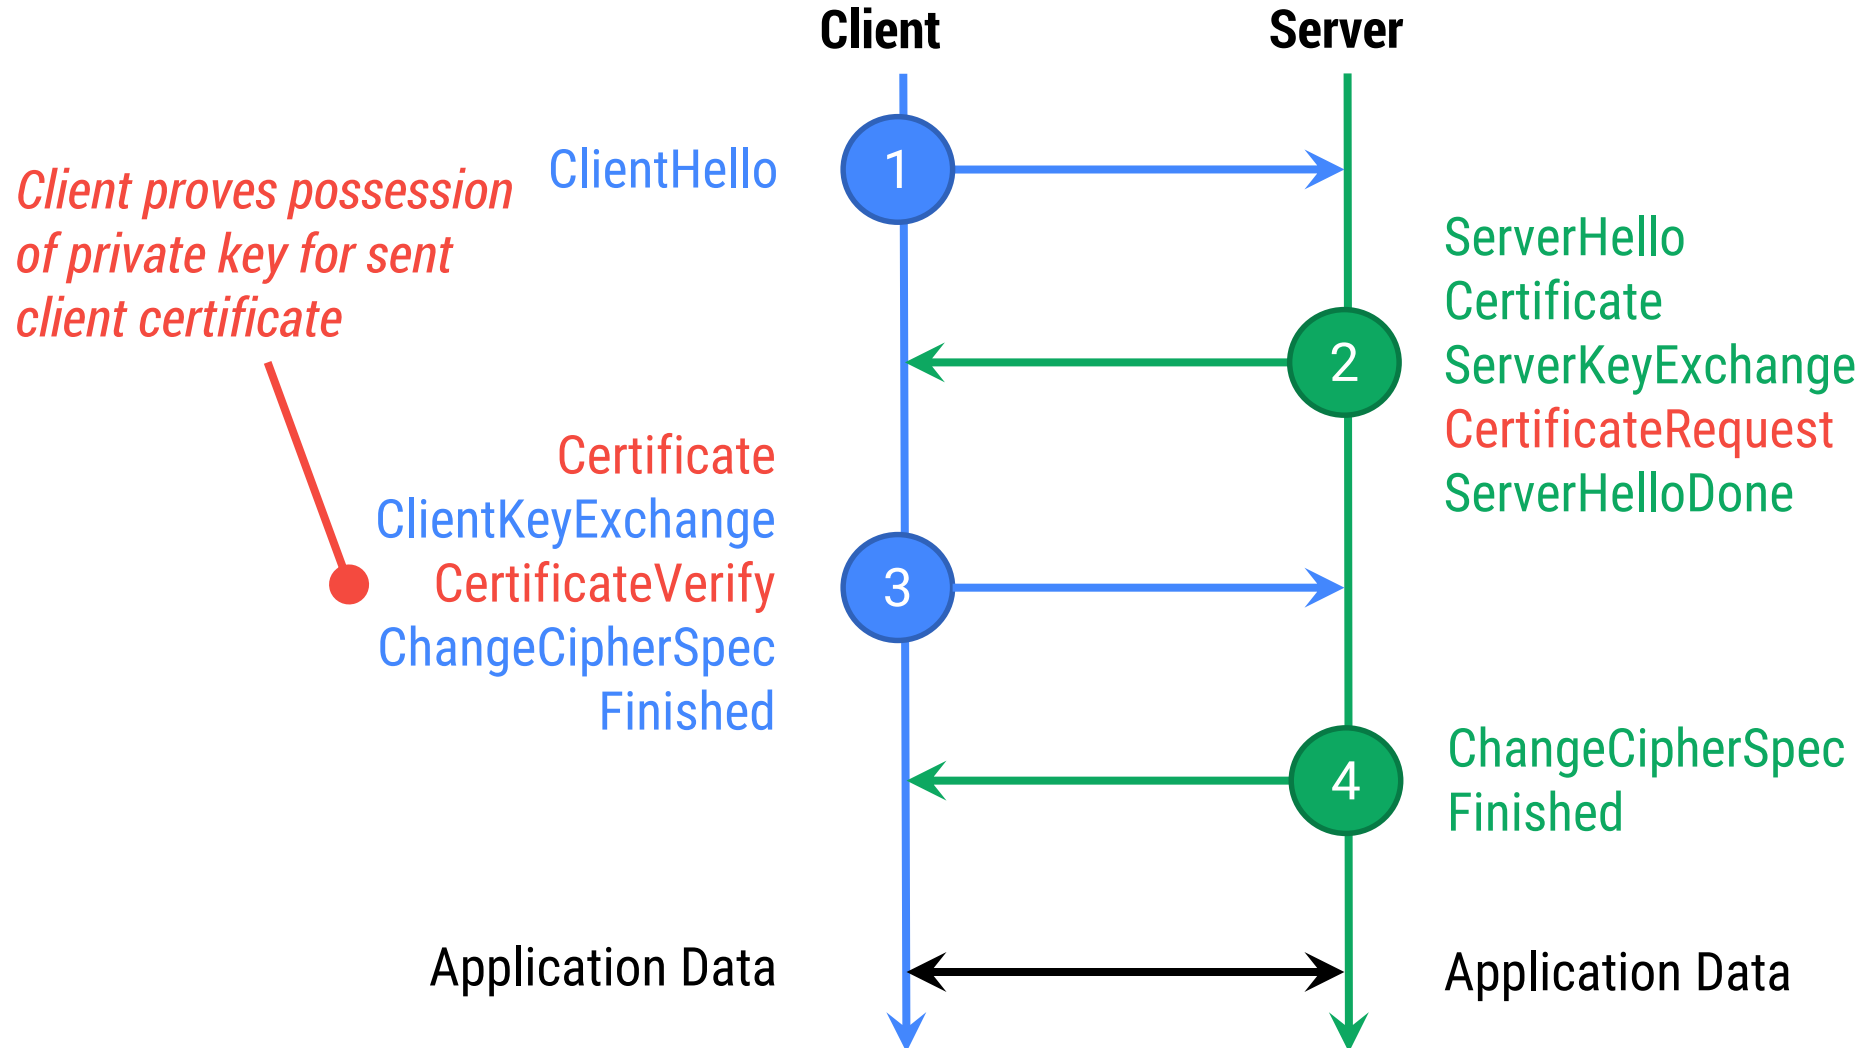 Client
Server
ClientHello
1
Client proves possession
of private key for sent
client certificate
ServerHello
Certificate
ServerKeyExchange
CertificateRequest
ServerHelloDone
2
Certificate
ClientKeyExchange
CertificateVerify
ChangeCipherSpec
Finished
3
4
ChangeCipherSpec
Finished
Application Data
Application Data